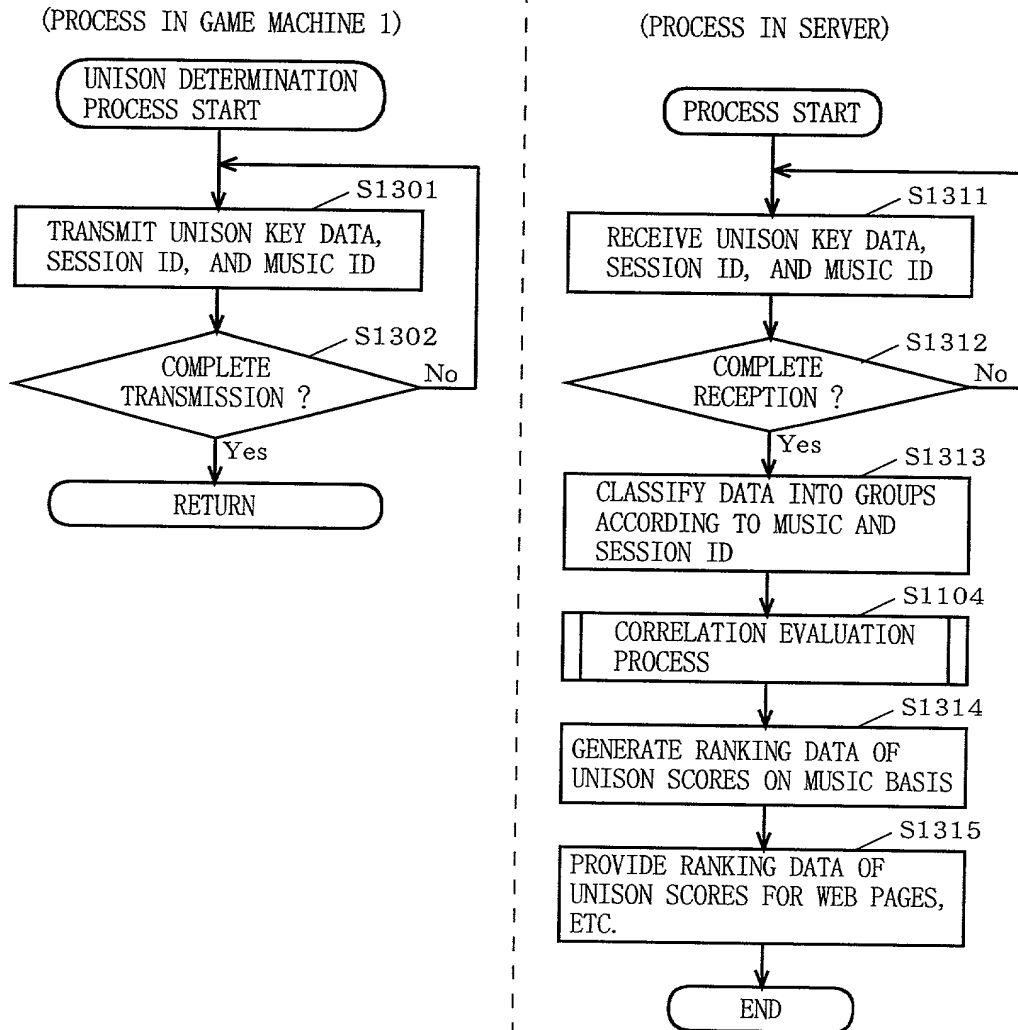 (PROCESS IN GAME MACHINE 1)
UNISON DETERMINATION
PROCESS START
S1301
TRANSMIT UNISON KEY DATA,
SESSION ID, AND MUSIC ID
S1302
COMPLETE
TRANSMISSION ?
No
Yes
RETURN
(PROCESS IN SERVER)
PROCESS START
S1311
RECEIVE UNISON KEY DATA,
SESSION ID, AND MUSIC ID
S1312
COMPLETE
RECEPTION ?
No
Yes
S1313
CLASSIFY DATA INTO GROUPS
ACCORDING TO MUSIC AND
SESSION ID
S1104
CORRELATION EVALUATION
PROCESS
S1314
GENERATE RANKING DATA OF
UNISON SCORES ON MUSIC BASIS
S1315
PROVIDE RANKING DATA OF
UNISON SCORES FOR WEB PAGES,
ETC.
END